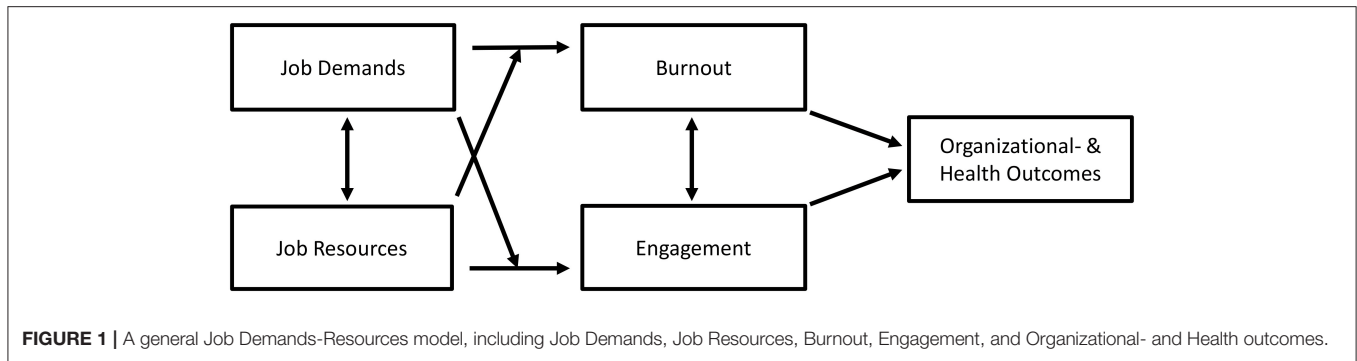 Job Demands
Burnout
Organizational- &
Health Outcomes
Job Resources
Engagement
FIGURE 1 | A general Job Demands-Resources model, including Job Demands, Job Resources, Burnout, Engagement, and Organizational- and Health outcomes.